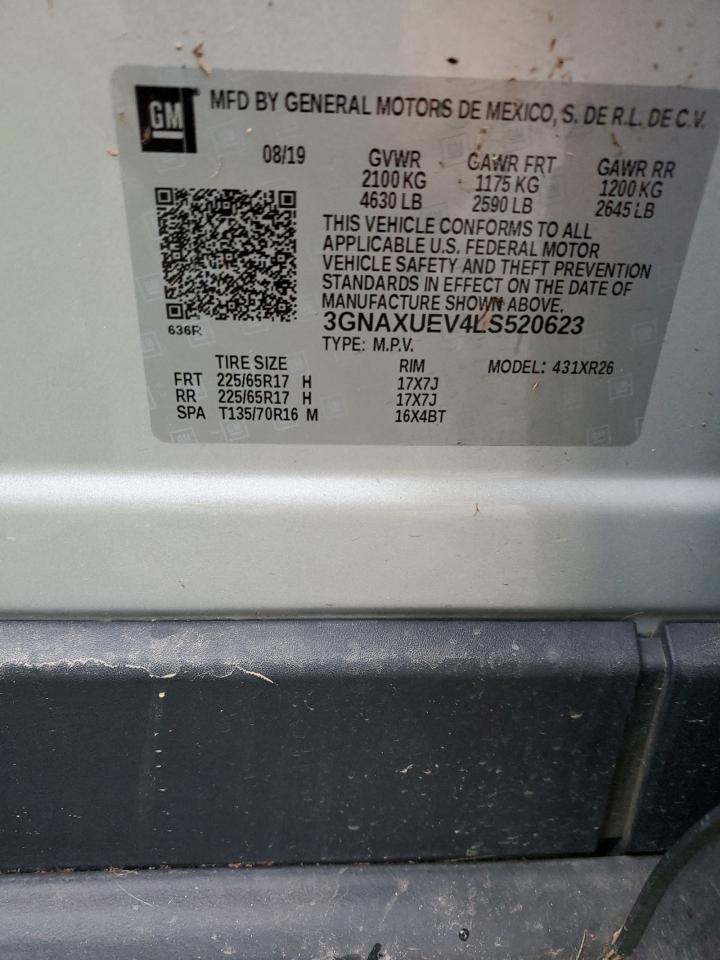 GM MFD BY GENERAL MOTORS DE MEXICO, S. DE R.L. DE C.V.
08/19 GVWR GAWR FRT GAWR RR
2100 KG 1175 KG 1200 KG
4630 LB 2590 LB 2645 LB
THIS VEHICLE CONFORMS TO ALL
APPLICABLE U.S. FEDERAL MOTOR
VEHICLE SAFETY AND THEFT PREVENTION
STANDARDS IN EFFECT ON THE DATE OF
MANUFACTURE SHOWN ABOVE.
636R 3GNAXUEV4LS520623
TYPE: M.P.V.
TIRE SIZE RIM MODEL: 431XR26
FRT 225/65R17 H 17X7J
RR 225/65R17 H 17X7J
SPA T135/70R16 M 16X4BT